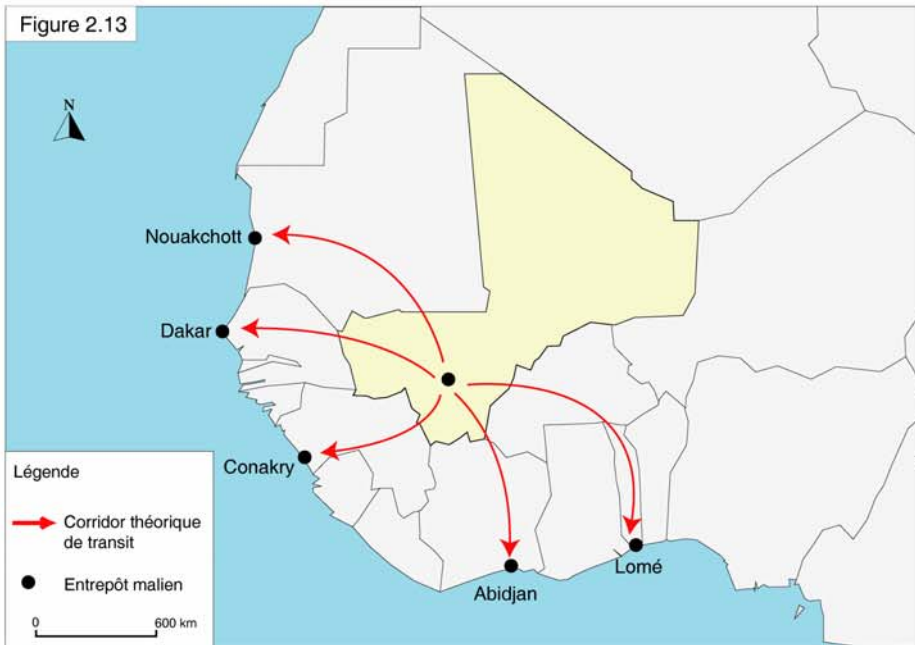 Figure 2.13
N
Nouakchott
Dakar
Conakry
Abidjan
Lomé
Légende
Corridor théorique
de transit
Entrepôt malien
0 600 km